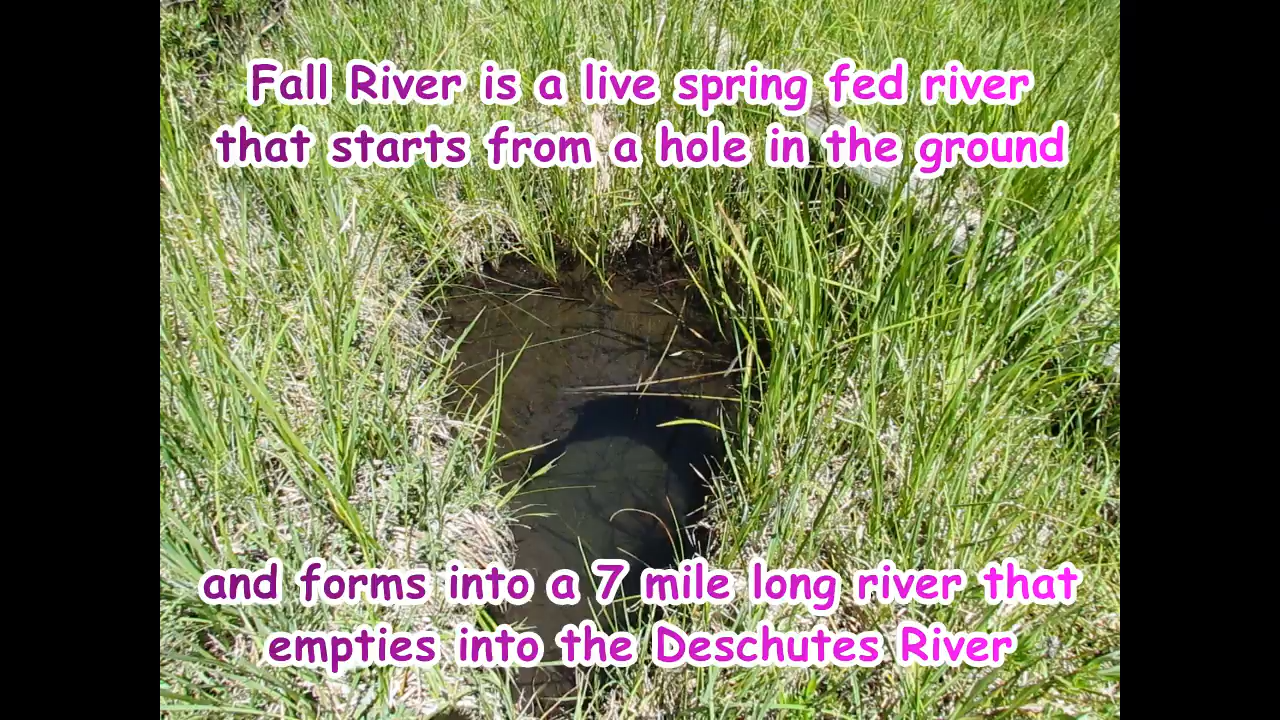 Fall River is a live spring fed river
that starts from a hole in the ground
and forms into a 7 mile long river that
empties into the Deschutes River